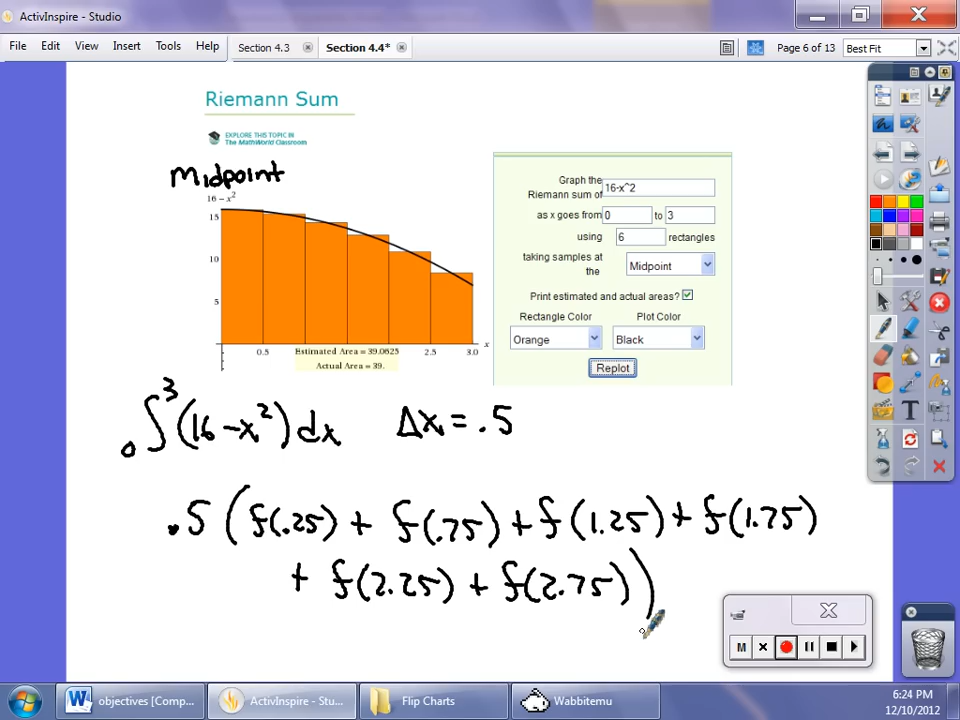 ActivInspire - Studio
File Edit View Insert Tools Help
Section 4.3
Section 4.4*
Page 6 of 13
Best Fit
Riemann Sum
EXPLORE THIS TOPIC IN
The MathWorld Classroom
Midpoint
16 - x²
15
10
5
0.5
2.5
3.0
x
Estimated Area = 39.0625
Actual Area = 39.
Graph the
Riemann sum of
16-x^2
as x goes from 0 to 3
using 6 rectangles
taking samples at
the
Midpoint
Print estimated and actual areas?
Rectangle Color Plot Color
Orange Black
Replot
₀∫³ (16-x²) dx Δx = .5
.5 (f(.25) + f(.75) + f(1.25) + f(1.75)
+ f(2.25) + f(2.75))
M
objectives [Comp...
ActivInspire - Stu...
Flip Charts
Wabbitemu
6:24 PM
12/10/2012